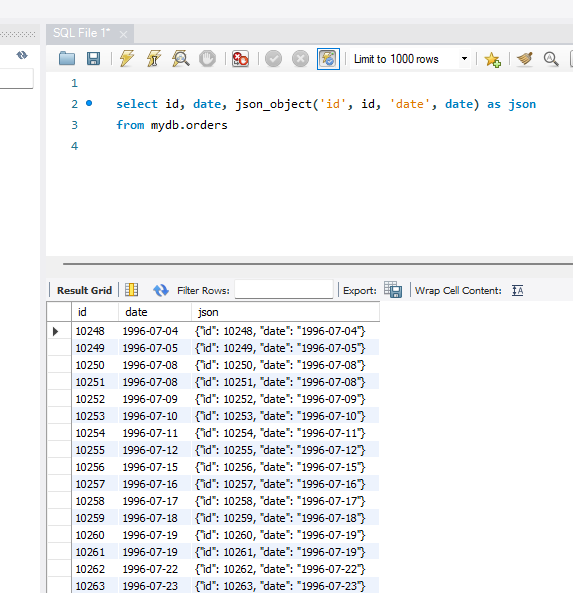 SQL File 1*
Limit to 1000 rows
1
2 select id, date, json_object('id', id, 'date', date) as json
3 from mydb.orders
4
Result Grid Filter Rows: Export: Wrap Cell Content:
id date json
10248 1996-07-04 {"id": 10248, "date": "1996-07-04"}
10249 1996-07-05 {"id": 10249, "date": "1996-07-05"}
10250 1996-07-08 {"id": 10250, "date": "1996-07-08"}
10251 1996-07-08 {"id": 10251, "date": "1996-07-08"}
10252 1996-07-09 {"id": 10252, "date": "1996-07-09"}
10253 1996-07-10 {"id": 10253, "date": "1996-07-10"}
10254 1996-07-11 {"id": 10254, "date": "1996-07-11"}
10255 1996-07-12 {"id": 10255, "date": "1996-07-12"}
10256 1996-07-15 {"id": 10256, "date": "1996-07-15"}
10257 1996-07-16 {"id": 10257, "date": "1996-07-16"}
10258 1996-07-17 {"id": 10258, "date": "1996-07-17"}
10259 1996-07-18 {"id": 10259, "date": "1996-07-18"}
10260 1996-07-19 {"id": 10260, "date": "1996-07-19"}
10261 1996-07-19 {"id": 10261, "date": "1996-07-19"}
10262 1996-07-22 {"id": 10262, "date": "1996-07-22"}
10263 1996-07-23 {"id": 10263, "date": "1996-07-23"}